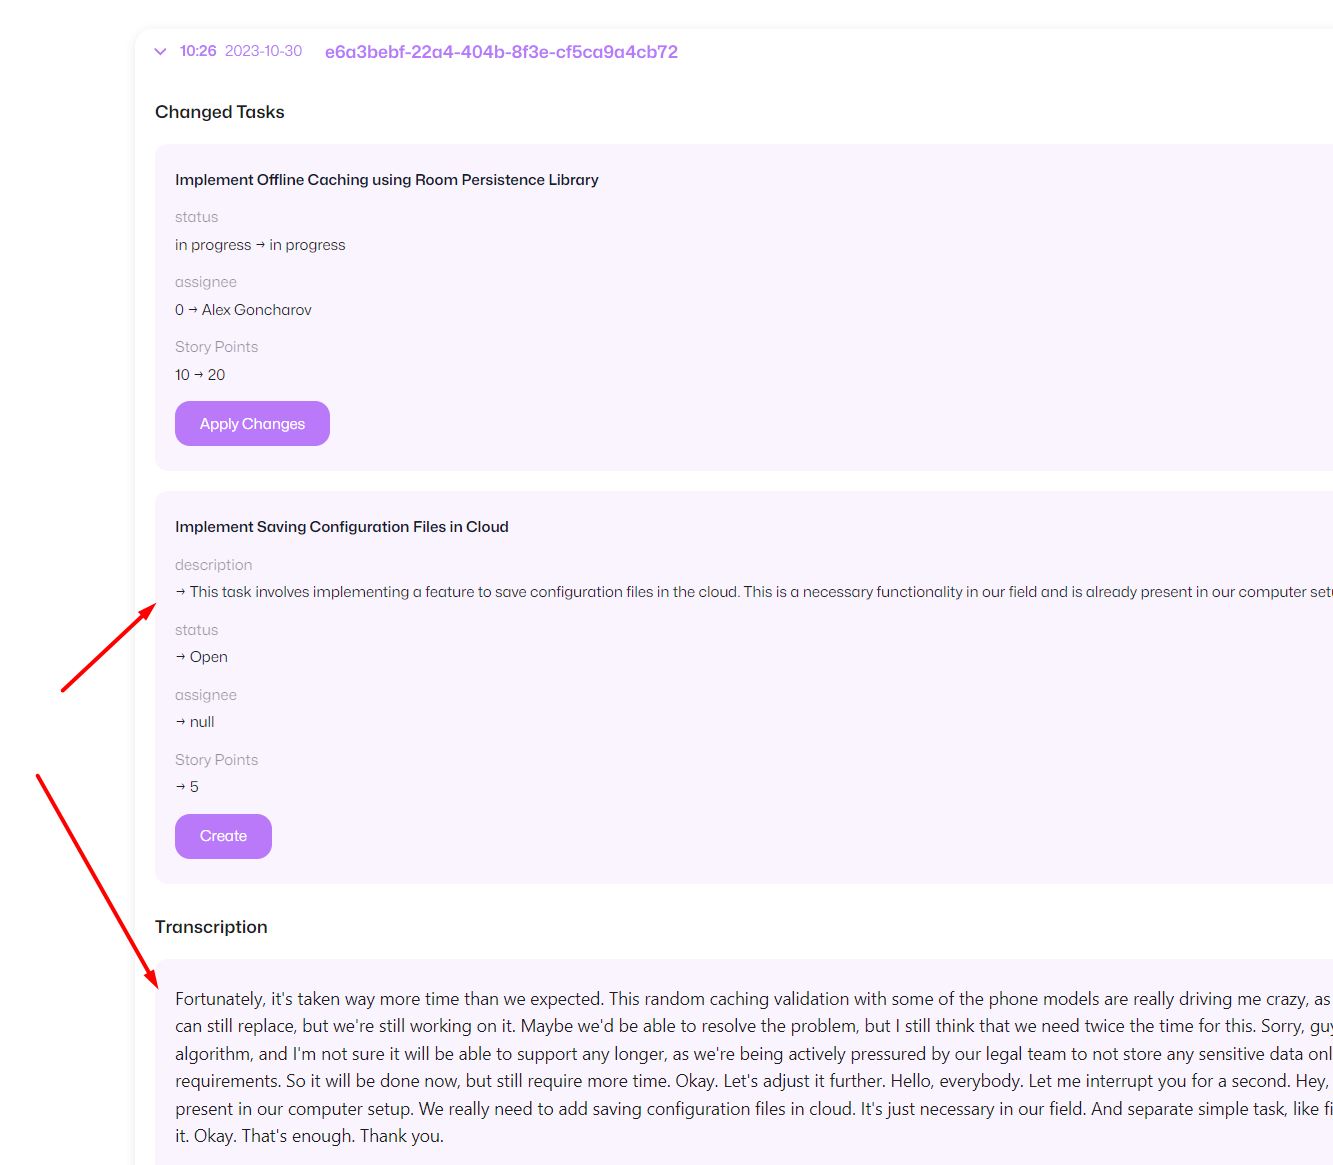 10:26 2023-10-30 e6a3bebf-22a4-404b-8f3e-cf5ca9a4cb72
Changed Tasks
Implement Offline Caching using Room Persistence Library
status
in progress → in progress
assignee
0 → Alex Goncharov
Story Points
10 → 20
Apply Changes
Implement Saving Configuration Files in Cloud
description
→ This task involves implementing a feature to save configuration files in the cloud. This is a necessary functionality in our field and is already present in our computer
status
→ Open
assignee
→ null
Story Points
→ 5
Create
Transcription
Fortunately, it's taken way more time than we expected. This random caching validation with some of the phone models are really driving me crazy, as
can still replace, but we're still working on it. Maybe we'd be able to resolve the problem, but I still think that we need twice the time for this. Sorry,
algorithm, and I'm not sure it will be able to support any longer, as we're being actively pressured by our legal team to not store any sensitive data
requirements. So it will be done now, but still require more time. Okay. Let's adjust it further. Hello, everybody. Let me interrupt you for a second. Hey,
present in our computer setup. We really need to add saving configuration files in cloud. It's just necessary in our field. And separate simple task, like
it. Okay. That's enough. Thank you.